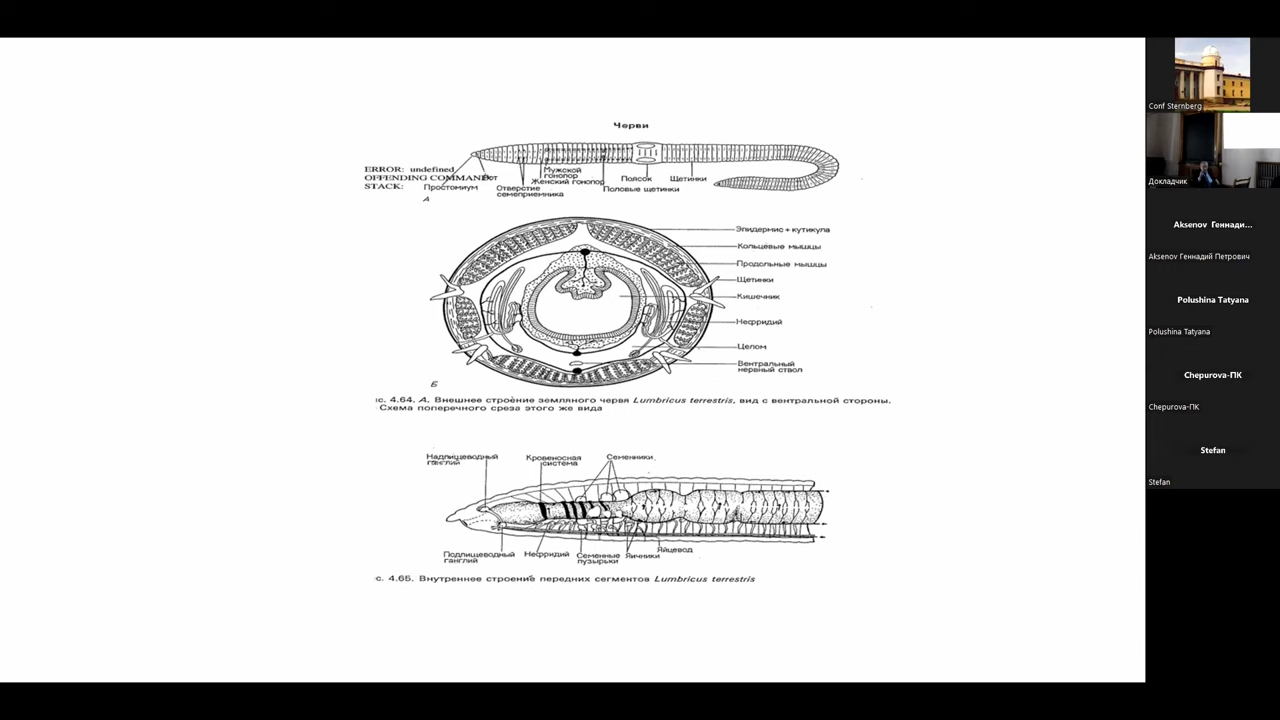 Черви
ERROR: undefined
OFFENDING COMMAND:
STACK:
Рот
Простомиум
Отверстие
семеприемника
Мужской
гонопор
Женский гонопор
Половые щетинки
Поясок
Щетинки
А
Эпидермис + кутикула
Кольцевые мышцы
Продольные мышцы
Щетинки
Кишечник
Нефридий
Целом
Вентральный
нервный ствол
Б
ис. 4.64. А. Внешнее строение земляного червя Lumbricus terrestris, вид с вентральной стороны.
Схема поперечного среза этого же вида
Надглоточный
ганглий
Кровеносная
система
Семенники
Подглоточный
ганглий
Нефридий
Семенные
пузырьки
Яичники
Яйцевод
с. 4.65. Внутреннее строение передних сегментов Lumbricus terrestris
Conf Sternberg
Докладчик
Aksenov Геннади...
Aksenov Геннадий Петрович
Polushina Tatyana
Polushina Tatyana
Chepurova-ПК
Chepurova-ПК
Stefan
Stefan